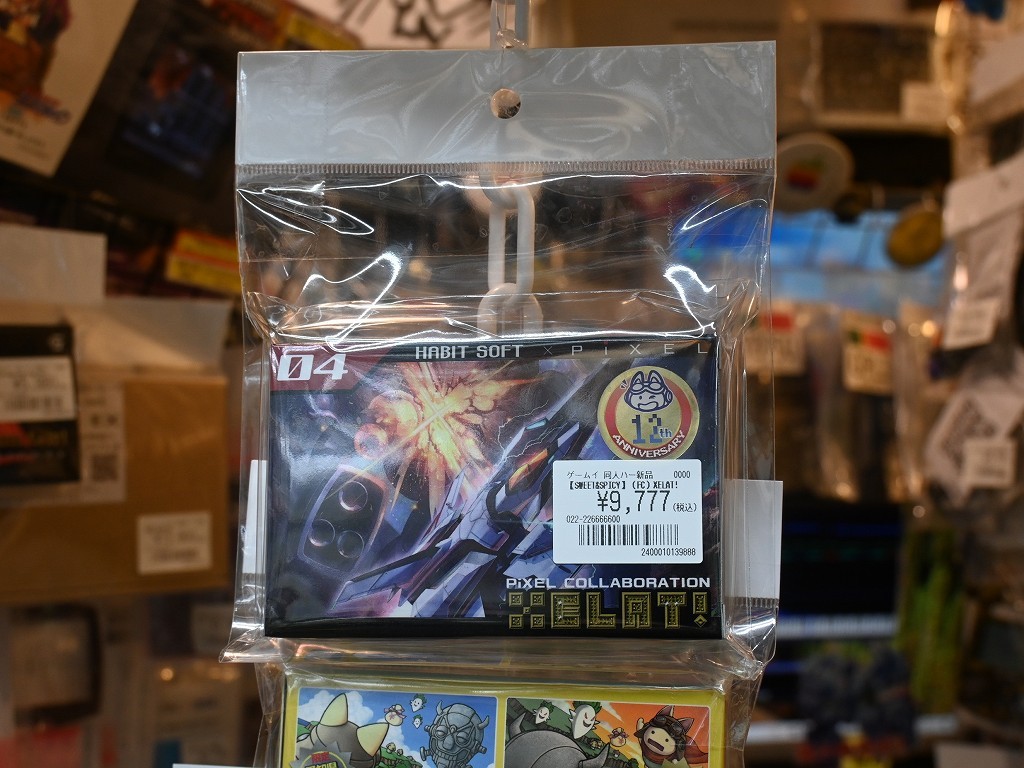 04
HABIT SOFT × PiXEL
12th
ANNIVERSARY
ゲームイ 同人ハー新品 0000
【SWEET&SPICY】 (FC) XELAT!
¥9,777(税込)
022-226666600
2400010139888
PiXEL COLLABORATION
XELAT!